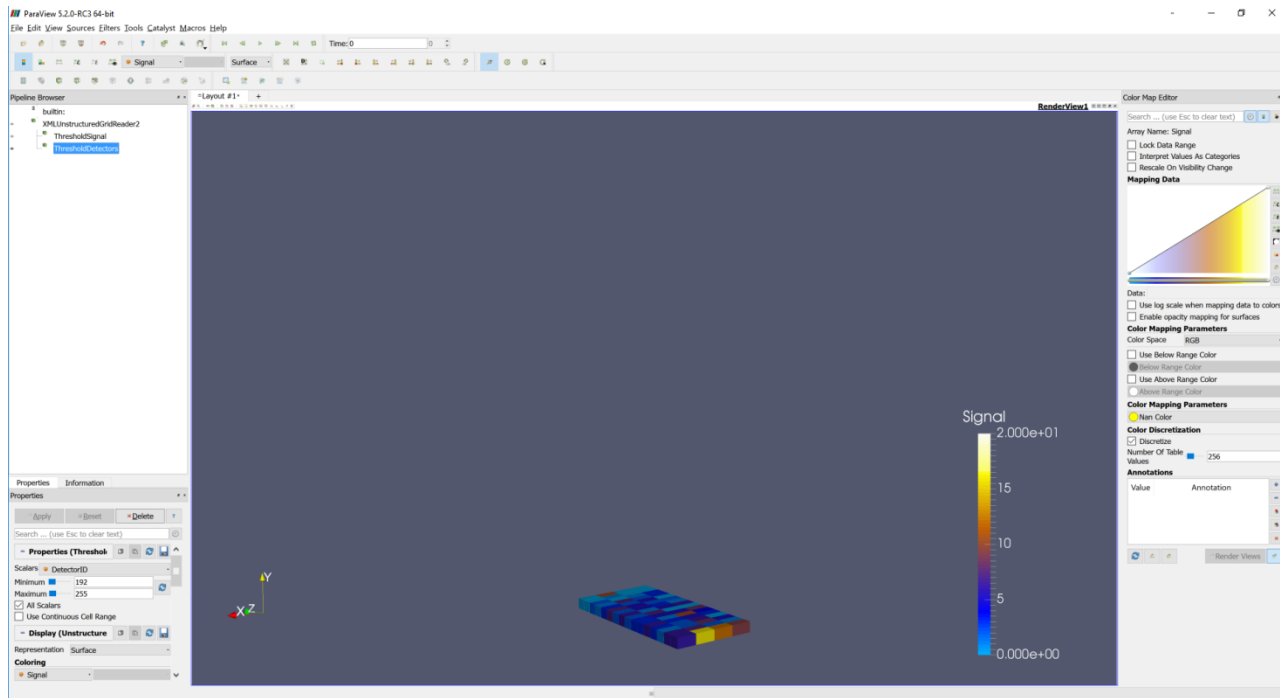 ParaView 5.2.0-RC3 64-bit
File Edit View Sources Filters Tools Catalyst Macros Help
Time: 0 0
Signal Surface
Pipeline Browser
builtin:
XMLUnstructuredGridReader2
ThresholdSignal
ThresholdDetectors
Layout #1
+
RenderView1
Signal
2.000e+01
15
10
5
0.000e+00
Y
X Z
Properties Information
Properties
Apply Reset Delete ?
Search ... (use Esc to clear text)
Properties (Threshol
Scalars DetectorID
Minimum 192
Maximum 255
All Scalars
Use Continuous Cell Range
Display (Unstructure
Representation Surface
Coloring
Signal
Color Map Editor
Search ... (use Esc to clear text)
Array Name: Signal
Lock Data Range
Interpret Values As Categories
Rescale On Visibility Change
Mapping Data
Data:
Use log scale when mapping data to colors
Enable opacity mapping for surfaces
Color Mapping Parameters
Color Space RGB
Use Below Range Color
Below Range Color
Use Above Range Color
Above Range Color
Color Mapping Parameters
Nan Color
Color Discretization
Discretize
Number Of Table
Values 256
Annotations
Value Annotation
Render Views